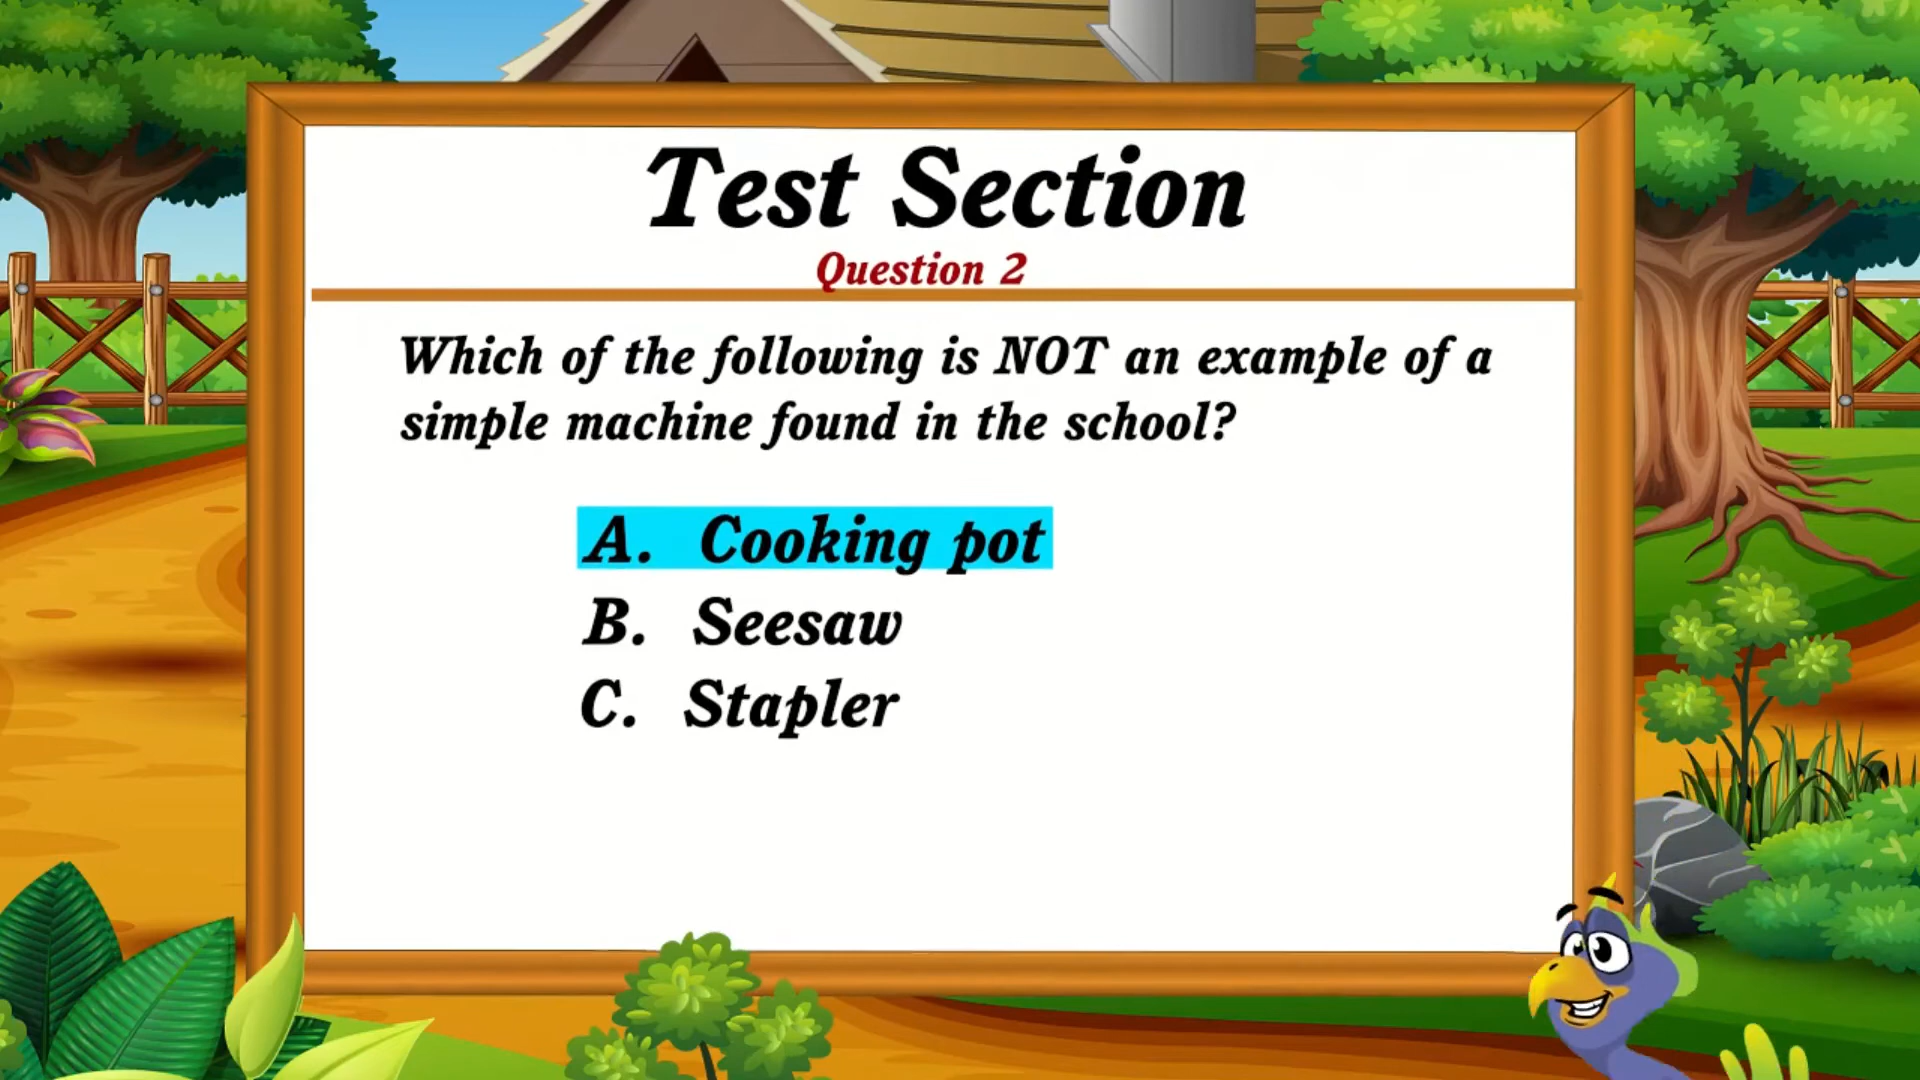 Test Section
Question 2
Which of the following is NOT an example of a
simple machine found in the school?
A. Cooking pot
B. Seesaw
C. Stapler